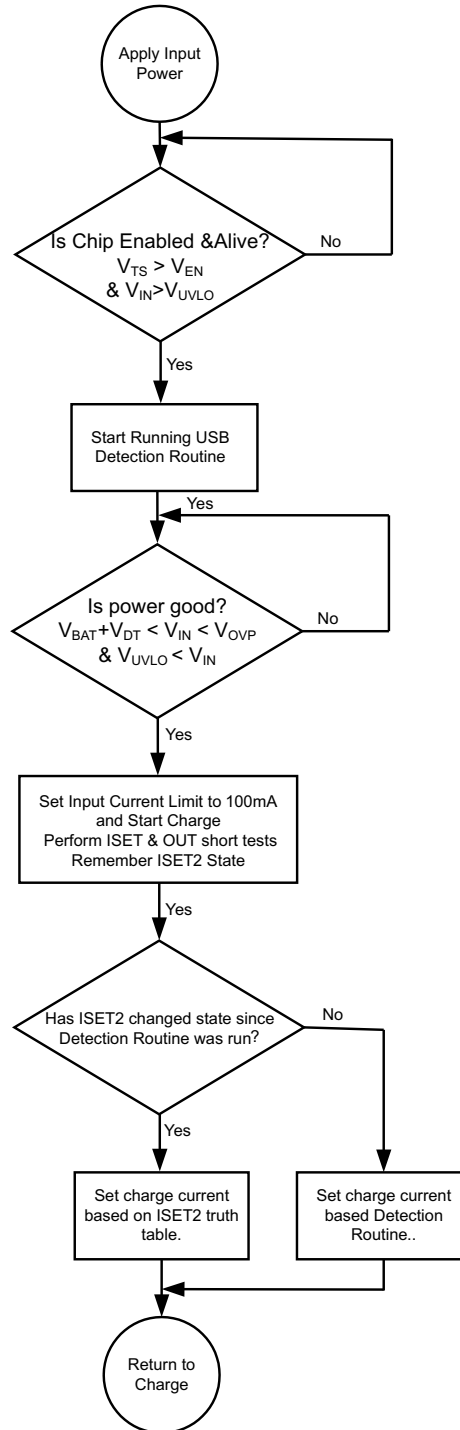 Apply Input
Power
Is Chip Enabled &Alive?
No
VTS > VEN
& VIN>VUVLO
Yes
Start Running USB
Detection Routine
Yes
Is power good?
No
VBAT+VDT < VIN < VOVP
& VUVLO < VIN
Yes
Set Input Current Limit to 100mA
and Start Charge
Perform ISET & OUT short tests
Remember ISET2 State
Yes
Has ISET2 changed state since
No
Detection Routine was run?
Yes
Set charge current
based on ISET2 truth
table.
Set charge current
based Detection
Routine..
Return to
Charge